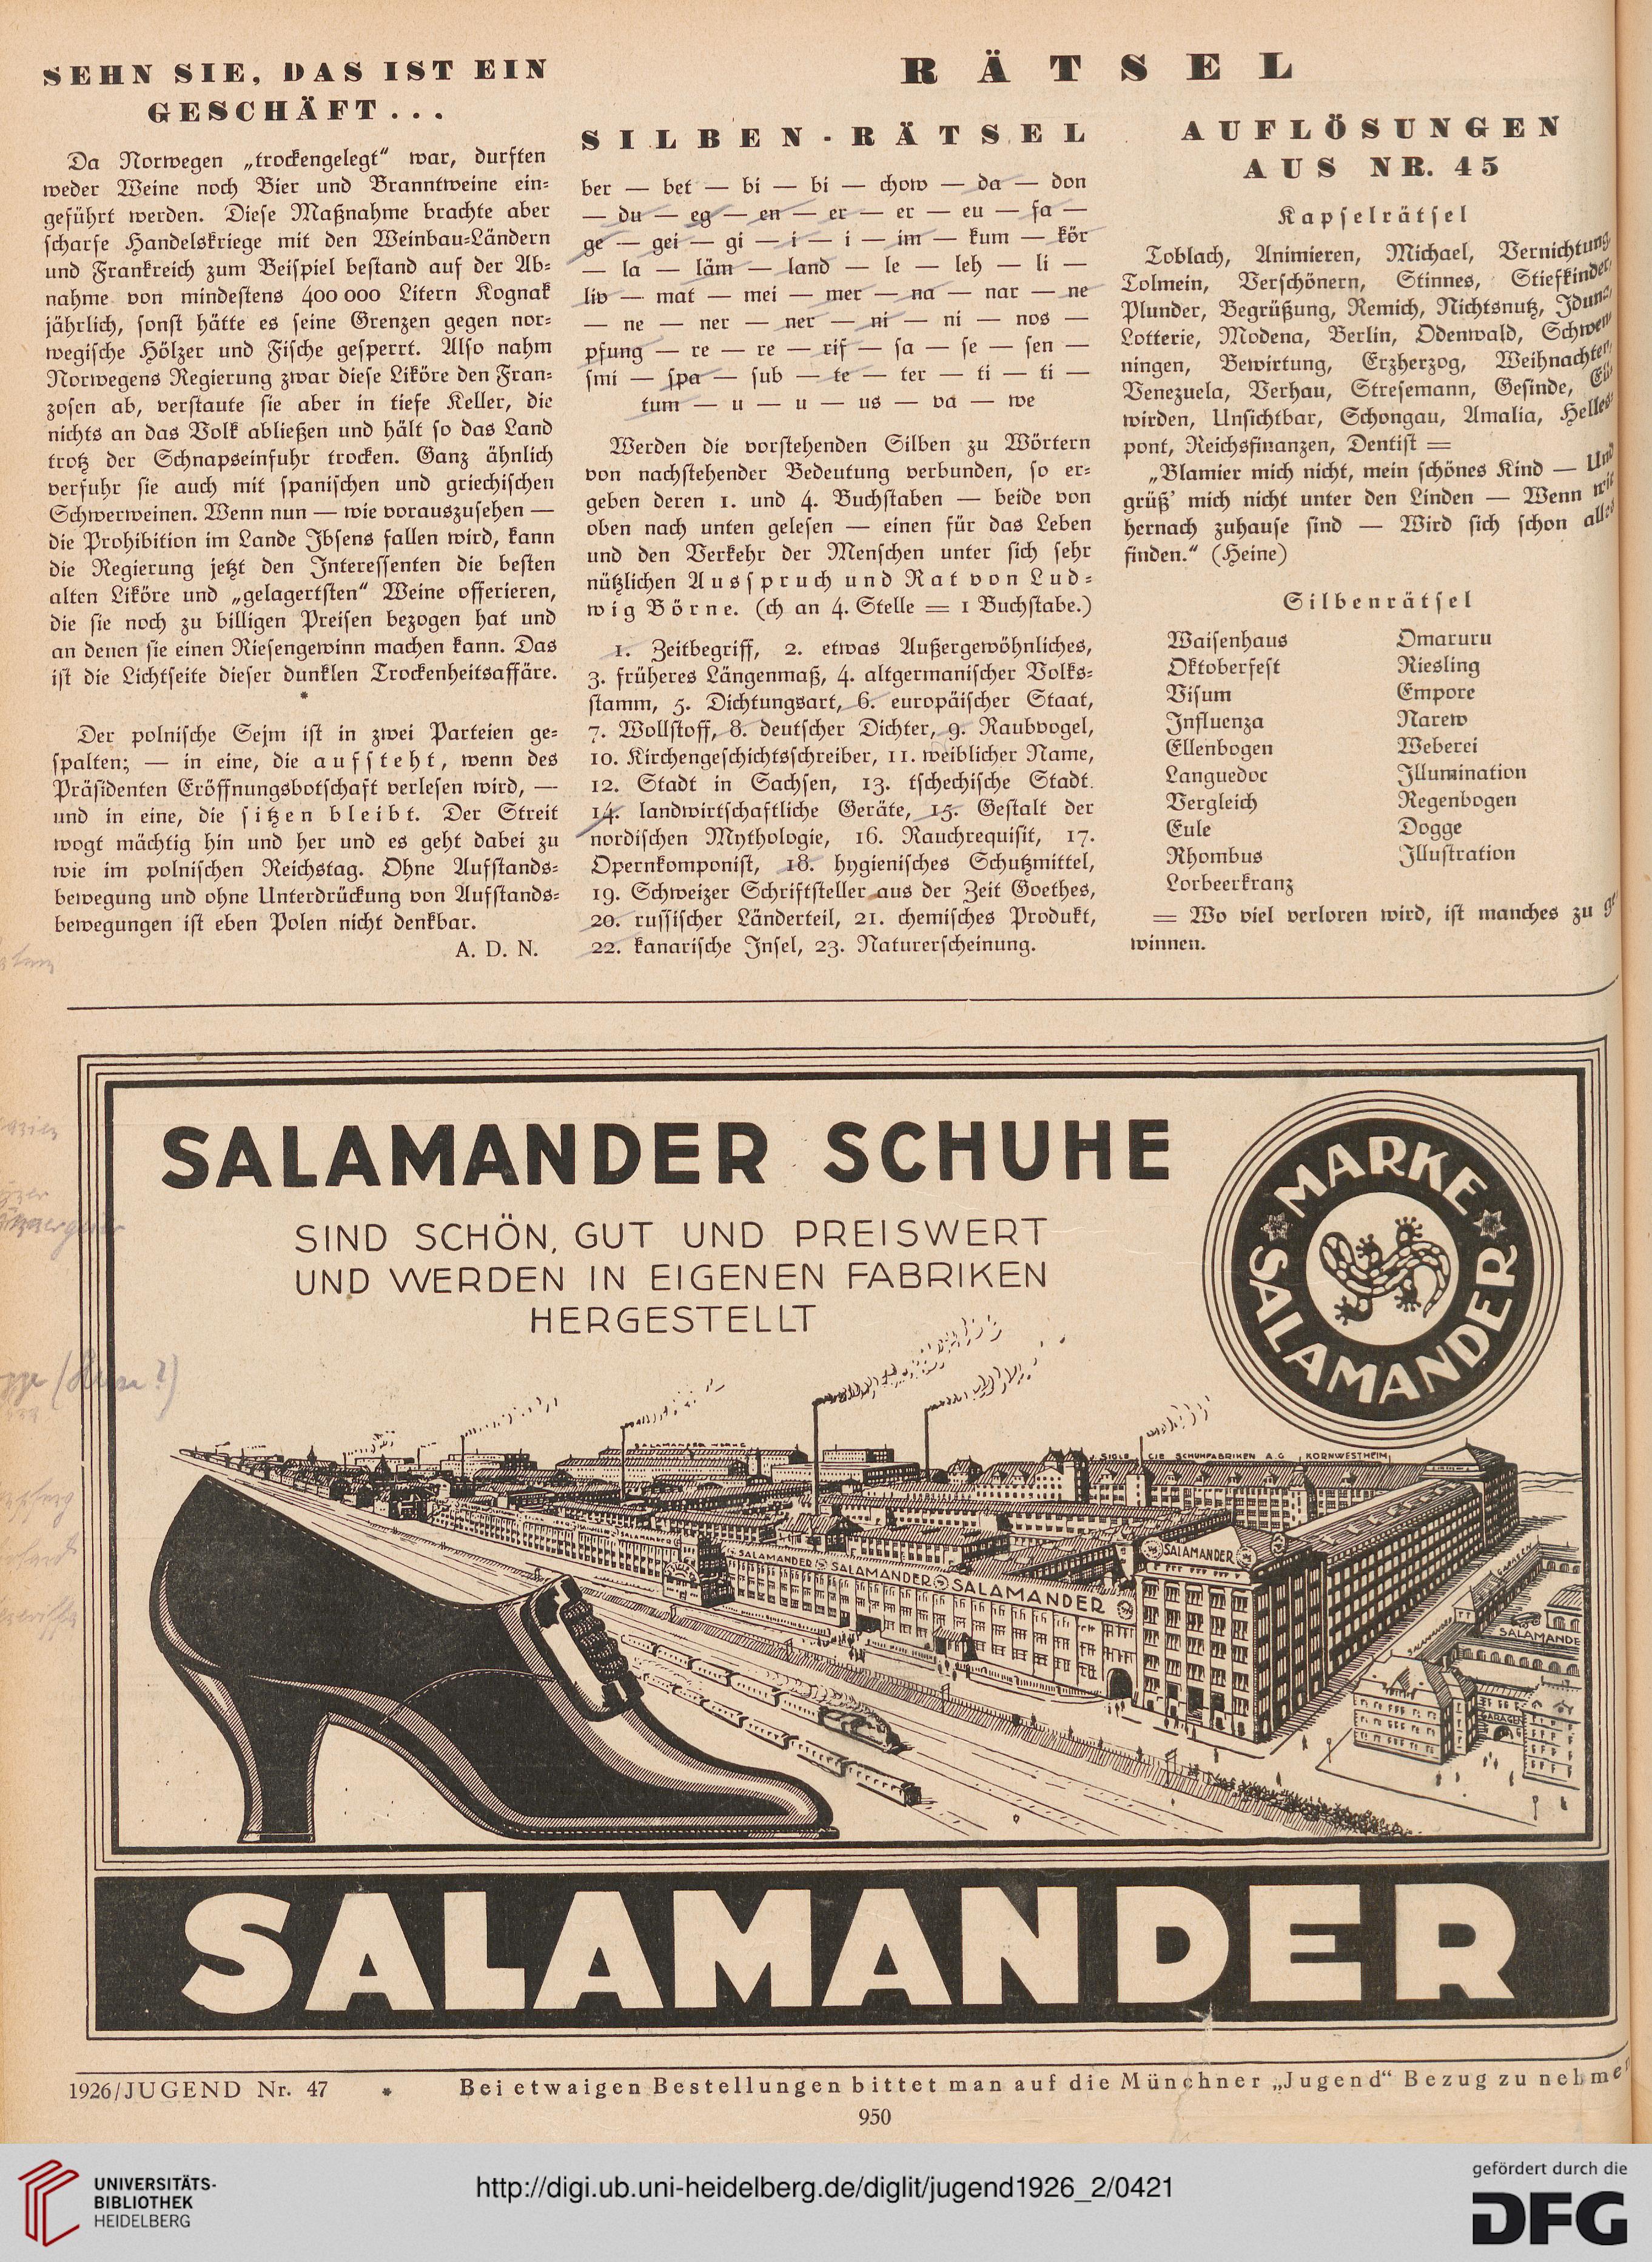 SEHN SIE, DAS IST EIN
GESCHÄFT...
Da Norwegen „trockengelegt“ war, durften
weder Weine noch Bier und Branntweine ein-
geführt werden. Diese Maßnahme brachte aber
scharfe Handelskriege mit den Weinbau-Ländern
und Frankreich zum Beispiel bestand auf der Ab-
nahme von mindestens 400 000 Litern Kognak
jährlich, sonst hätte es seine Grenzen gegen nor-
wegische Hölzer und Fische gesperrt. Also nahm
Norwegens Regierung zwar diese Liköre den Fran-
zosen ab, verstaute sie aber in tiefe Keller, die
nichts an das Volk abließen und hält so das Land
trotz der Schnapseinfuhr trocken. Ganz ähnlich
verfuhr sie auch mit spanischen und griechischen
Schwerweinen. Wenn nun — wie vorauszusehen —
die Prohibition im Lande Ibsens fallen wird, kann
die Regierung jetzt den Interessenten die besten
alten Liköre und „gelagertsten“ Weine offerieren,
die sie noch zu billigen Preisen bezogen hat und
an denen sie einen Riesengewinn machen kann. Das
ist die Lichtseite dieser dunklen Trockenheitsaffäre.
*
Der polnische Sejm ist in zwei Parteien ge-
spalten; — in eine, die aufsteht, wenn des
Präsidenten Eröffnungsbotschaft verlesen wird, —
und in eine, die sitzen bleibt. Der Streit
wogt mächtig hin und her und es geht dabei zu
wie im polnischen Reichstag. Ohne Aufstands-
bewegung und ohne Unterdrückung von Aufstands-
bewegungen ist eben Polen nicht denkbar.
A. D. N.
RÄTSEL
SILBEN-RÄTSEL
ber — bet — bi — bi — chow — da — don
— du — eg — en — er — er — eu — fa —
ge — gei — gi — i — i — im — kum — kör
— la — läm — land — le — leh — li —
liv — mat — mei — mer — na — nar — ne
— ne — ner — ner — ni — ni — nos —
pfung — re — re — rif — sa — se — sen —
smi — spa — sub — te — ter — ti — ti —
tum — u — u — us — va — we
Werden die vorstehenden Silben zu Wörtern
von nachstehender Bedeutung verbunden, so er-
geben deren 1. und 4. Buchstaben — beide von
oben nach unten gelesen — einen für das Leben
und den Verkehr der Menschen unter sich sehr
nützlichen Ausspruch und Rat von Lud-
wig Börne. (ch an 4. Stelle = 1 Buchstabe.)
1. Zeitbegriff, 2. etwas Außergewöhnliches,
3. früheres Längenmaß, 4. altgermanischer Volks-
stamm, 5. Dichtungsart, 6. europäischer Staat,
7. Wollstoff, 8. deutscher Dichter, 9. Raubvogel,
10. Kirchengeschichtsschreiber, 11. weiblicher Name,
12. Stadt in Sachsen, 13. tschechische Stadt.
14. landwirtschaftliche Geräte, 15. Gestalt der
nordischen Mythologie, 16. Rauchrequisit, 17.
Opernkomponist, 18. hygienisches Schutzmittel,
19. Schweizer Schriftsteller aus der Zeit Goethes,
20. russischer Länderteil, 21. chemisches Produkt,
22. kanarische Insel, 23. Naturerscheinung.
AUFLÖSUNGEN
AUS NR. 45
Kapselrätsel
Toblach, Animieren, Michael, Vernichtung,
Tolmein, Verschönern, Stinnes, Stiefkinder,
Plunder, Begrüßung, Remich, Nichtsnutz, Iduna,
Lotterie, Modena, Berlin, Odenwald, Schwen-
ningen, Bewirtung, Erzherzog, Weihnachten,
Venezuela, Verhau, Stresemann, Gesinde, Eü-
wirden, Unsichtbar, Schongau, Amalia, Helles-
pont, Reichsfinanzen, Dentist =
„Blamier mich nicht, mein schönes Kind — Und
grüß' mich nicht unter den Linden — Wenn wir
hernach zuhause sind — Wird sich schon alles
finden.“ (Heine)
Silbenrätsel
Waisenhaus Omaruru
Oktoberfest Riesling
Visum Empore
Influenza Narew
Ellenbogen Weberei
Languedoc Illumination
Vergleich Regenbogen
Eule Dogge
Rhombus Illustration
Lorbeerkranz
= Wo viel verloren wird, ist manches zu ge-
winnen.
SALAMANDER SCHUHE
SIND SCHÖN, GUT UND PREISWERT
UND WERDEN IN EIGENEN FABRIKEN
HERGESTELLT
MARKE
SALAMANDER
SALAMANDER WERKE
SIGLE CIE SCHUHFABRIKEN A.G KORNWESTHEIM
SALAMANDER SALAMANDER SALAMANDER
SALAMANDER
GARAGEN
SALAMANDE
GARAGEN
SALAMANDER
1926/JUGEND Nr. 47 * Bei etwaigen Bestellungen bittet man auf die Münchner „Jugend“ Bezug zu nehmen
950
UNIVERSITÄTS-
BIBLIOTHEK
HEIDELBERG
http://digi.ub.uni-heidelberg.de/diglit/jugend1926_2/0421
gefördert durch die
DFG